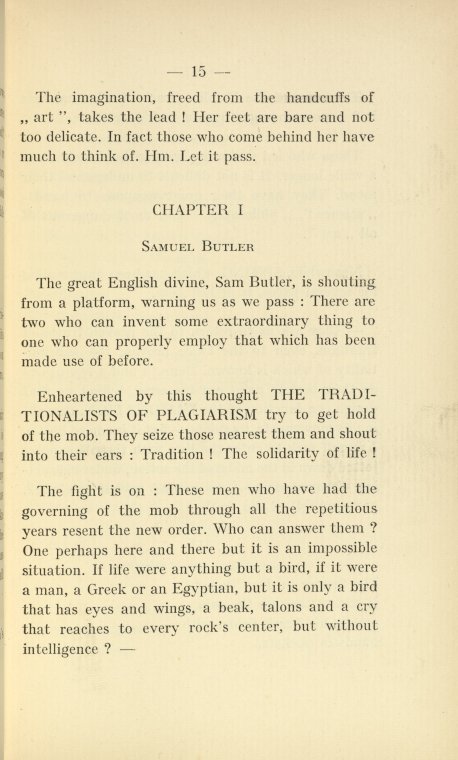 — 15 —
The imagination, freed from the handcuffs of
„ art ”, takes the lead ! Her feet are bare and not
too delicate. In fact those who come behind her have
much to think of. Hm. Let it pass.
CHAPTER I
SAMUEL BUTLER
The great English divine, Sam Butler, is shouting
from a platform, warning us as we pass : There are
two who can invent some extraordinary thing to
one who can properly employ that which has been
made use of before.
Enheartened by this thought THE TRADI-
TIONALISTS OF PLAGIARISM try to get hold
of the mob. They seize those nearest them and shout
into their ears : Tradition ! The solidarity of life !
The fight is on : These men who have had the
governing of the mob through all the repetitious
years resent the new order. Who can answer them ?
One perhaps here and there but it is an impossible
situation. If life were anything but a bird, if it were
a man, a Greek or an Egyptian, but it is only a bird
that has eyes and wings, a beak, talons and a cry
that reaches to every rock's center, but without
intelligence ? —